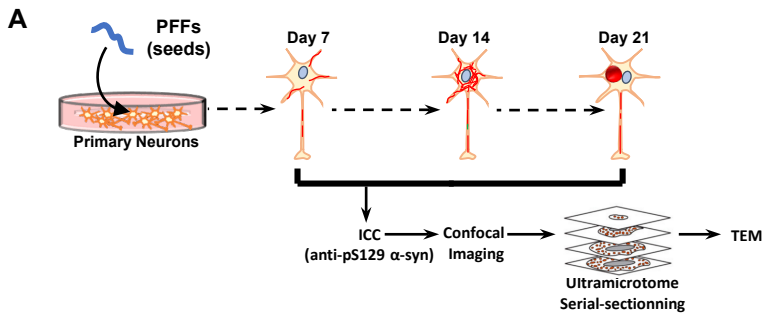 A
PFFs
(seeds)
Day 7
Day 14
Day 21
Primary Neurons
ICC
(anti-pS129 α-syn)
Confocal
Imaging
TEM
Ultramicrotome
Serial-sectionning